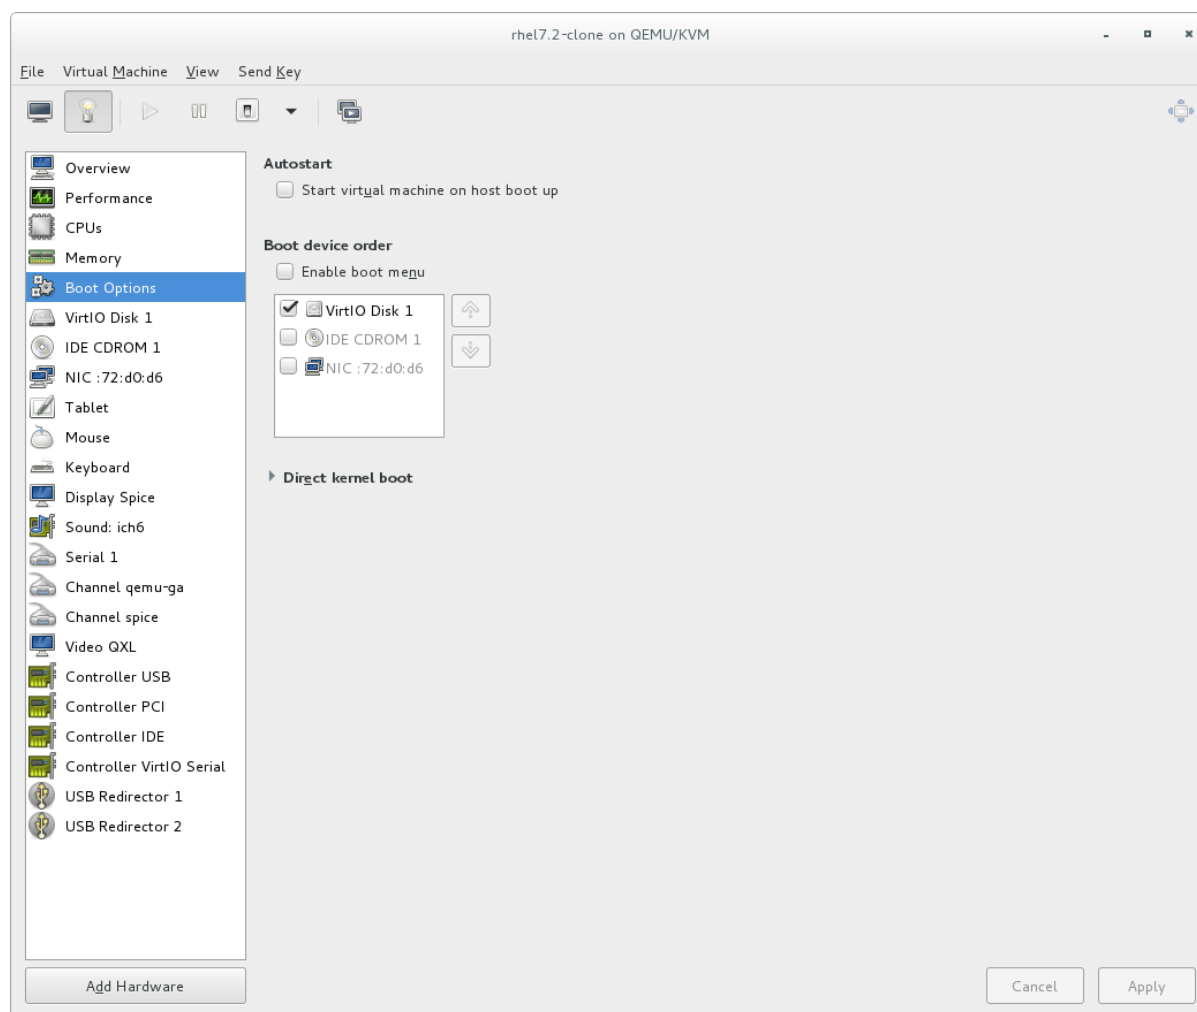 rhel7.2-clone on QEMU/KVM
File Virtual Machine View Send Key
Overview
Performance
CPUs
Memory
Boot Options
VirtIO Disk 1
IDE CDROM 1
NIC :72:d0:d6
Tablet
Mouse
Keyboard
Display Spice
Sound: ich6
Serial 1
Channel qemu-ga
Channel spice
Video QXL
Controller USB
Controller PCI
Controller IDE
Controller VirtIO Serial
USB Redirector 1
USB Redirector 2
Add Hardware
Autostart
Start virtual machine on host boot up
Boot device order
Enable boot menu
VirtIO Disk 1
IDE CDROM 1
NIC :72:d0:d6
Direct kernel boot
Cancel
Apply